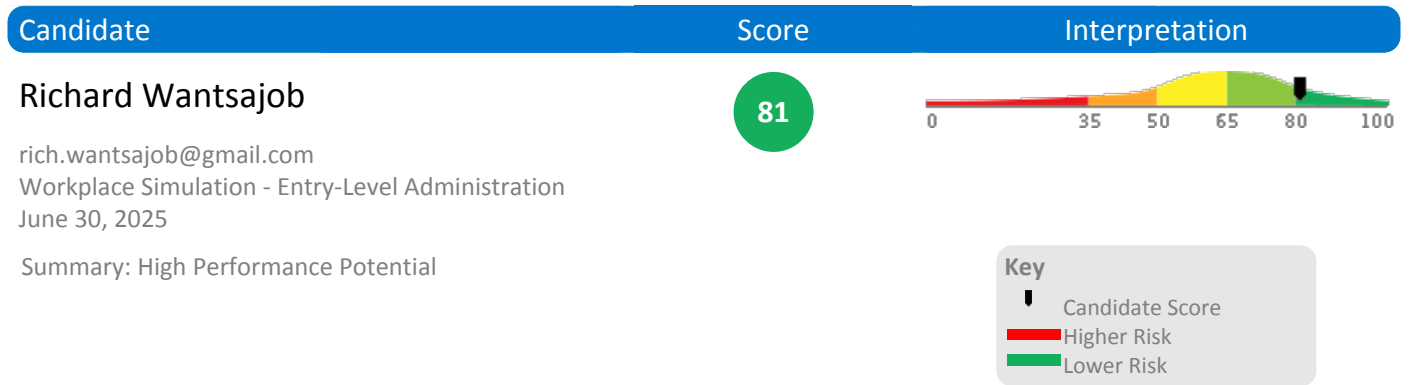 Candidate Score Interpretation
Richard Wantsajob
81
0 35 50 65 80 100
rich.wantsajob@gmail.com
Workplace Simulation - Entry-Level Administration
June 30, 2025
Summary: High Performance Potential
Key
Candidate Score
Higher Risk
Lower Risk